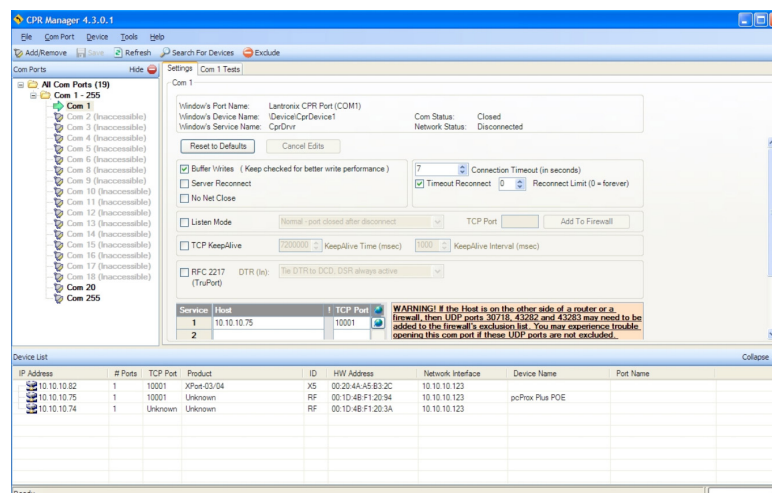 CPR Manager 4.3.0.1
File Com Port Device Tools Help
Add/Remove Save Refresh Search For Devices Exclude
Com Ports Hide
All Com Ports (19)
Com 1 - 255
Com 1
Com 2 (Inaccessible)
Com 3 (Inaccessible)
Com 4 (Inaccessible)
Com 5 (Inaccessible)
Com 6 (Inaccessible)
Com 8 (Inaccessible)
Com 9 (Inaccessible)
Com 10 (Inaccessible)
Com 11 (Inaccessible)
Com 12 (Inaccessible)
Com 13 (Inaccessible)
Com 14 (Inaccessible)
Com 15 (Inaccessible)
Com 16 (Inaccessible)
Com 17 (Inaccessible)
Com 18 (Inaccessible)
Com 20
Com 255
Settings Com 1 Tests
Com 1
Window's Port Name: Lantronix CPR Port (COM1)
Window's Device Name: \Device\CprDevice1 Com Status: Closed
Window's Service Name: CprDrvr Network Status: Disconnected
Reset to Defaults Cancel Edits
Buffer Writes ( Keep checked for better write performance ) 7 Connection Timeout (in seconds)
Server Reconnect Timeout Reconnect 0 Reconnect Limit (0 = forever)
No Net Close
Listen Mode Normal - port closed after disconnect TCP Port Add To Firewall
TCP KeepAlive 7200000 KeepAlive Time (msec) 1000 KeepAlive Interval (msec)
RFC 2217 DTR (In): Tie DTR to DCD, DSR always active
(TruPort)
Service Host ! TCP Port
1 10.10.10.75 10001
2
WARNING! If the Host is on the other side of a router or a
firewall, then UDP ports 30718, 43282 and 43283 may need to be
added to the firewall's exclusion list. You may experience trouble
opening this com port if these UDP ports are not excluded.
Device List Collapse
IP Address # Ports TCP Port Product ID HW Address Network Interface Device Name Port Name
10.10.10.82 1 10001 XPort-03/04 X5 00:20:4A:A5:B3:2C 10.10.10.123
10.10.10.75 1 10001 Unknown RF 00:1D:4B:F1:20:94 10.10.10.123 pcProx Plus POE
10.10.10.74 1 Unknown Unknown RF 00:1D:4B:F1:20:3A 10.10.10.123
Ready